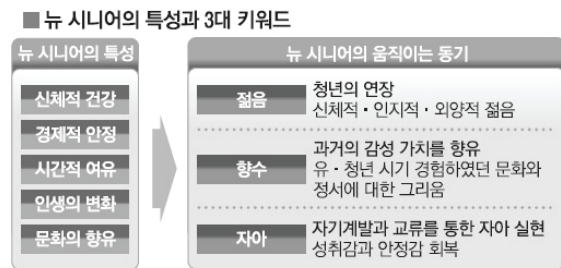 ■ 뉴 시니어의 특성과 3대 키워드
뉴 시니어의 특성
신체적 건강
경제적 안정
시간적 여유
인생의 변화
문화의 향유
뉴 시니어의 움직이는 동기
젊음
청년의 연장
신체적·인지적·외양적 젊음
향수
과거의 감성 가치를 향유
유·청년 시기 경험하였던 문화와
정서에 대한 그리움
자아
자기계발과 교류를 통한 자아 실현
성취감과 안정감 회복